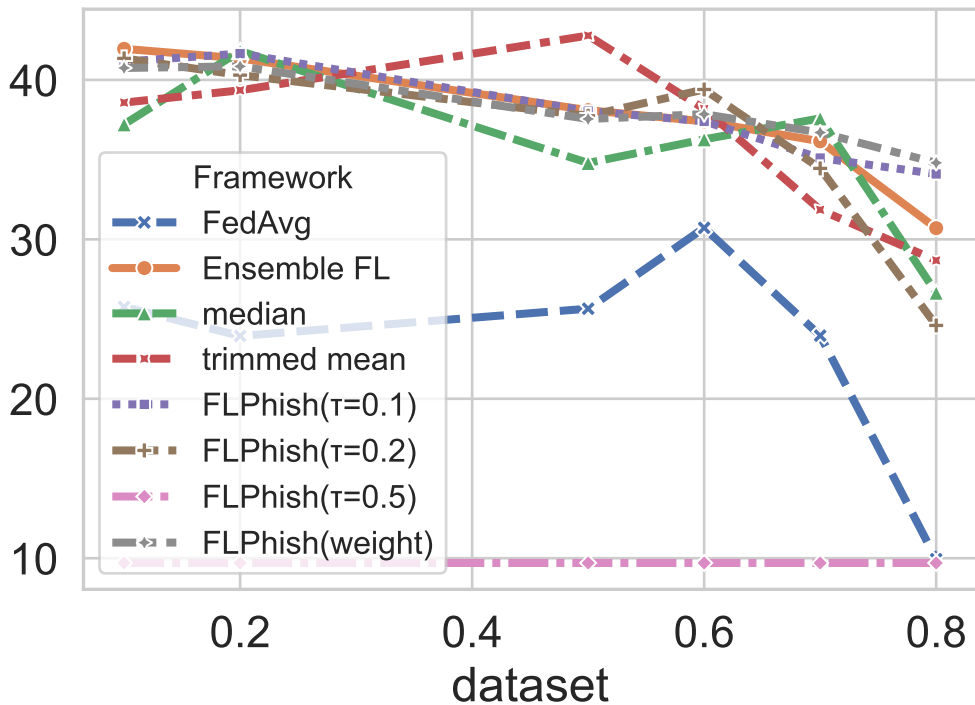 40
30
20
10
Framework
FedAvg
Ensemble FL
median
trimmed mean
FLPhish(τ=0.1)
FLPhish(τ=0.2)
FLPhish(τ=0.5)
FLPhish(weight)
0.2 0.4 0.6 0.8
dataset